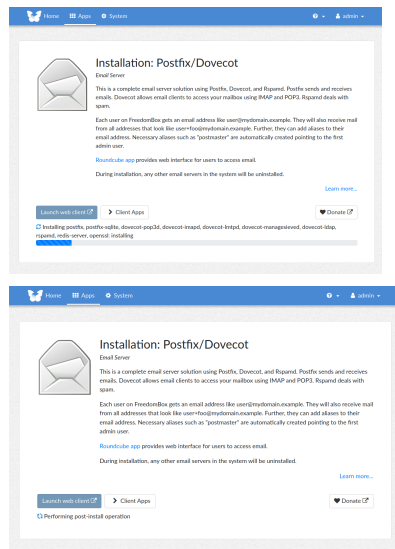 Home Apps System admin
Installation: Postfix/Dovecot
Email Server
This is a complete email server solution using Postfix, Dovecot, and Rspamd. Postfix sends and receives
emails. Dovecot allows email clients to access your mailbox using IMAP and POP3. Rspamd deals with
spam.
Each user on FreedomBox gets an email address like user@mydomain.example. They will also receive mail
from all addresses that look like user+foo@mydomain.example. Further, they can add aliases to their
email address. Necessary aliases such as "postmaster" are automatically created pointing to the first
admin user.
Roundcube app provides web interface for users to access email.
During installation, any other email servers in the system will be uninstalled.
Learn more...
Launch web client Client Apps Donate
Installing postfix, postfix-sqlite, dovecot-pop3d, dovecot-imapd, dovecot-lmtpd, dovecot-managesieved, dovecot-ldap,
rspamd, redis-server, openssl: installing
Home Apps System admin
Installation: Postfix/Dovecot
Email Server
This is a complete email server solution using Postfix, Dovecot, and Rspamd. Postfix sends and receives
emails. Dovecot allows email clients to access your mailbox using IMAP and POP3. Rspamd deals with
spam.
Each user on FreedomBox gets an email address like user@mydomain.example. They will also receive mail
from all addresses that look like user+foo@mydomain.example. Further, they can add aliases to their
email address. Necessary aliases such as "postmaster" are automatically created pointing to the first
admin user.
Roundcube app provides web interface for users to access email.
During installation, any other email servers in the system will be uninstalled.
Learn more...
Launch web client Client Apps Donate
Performing post-install operation